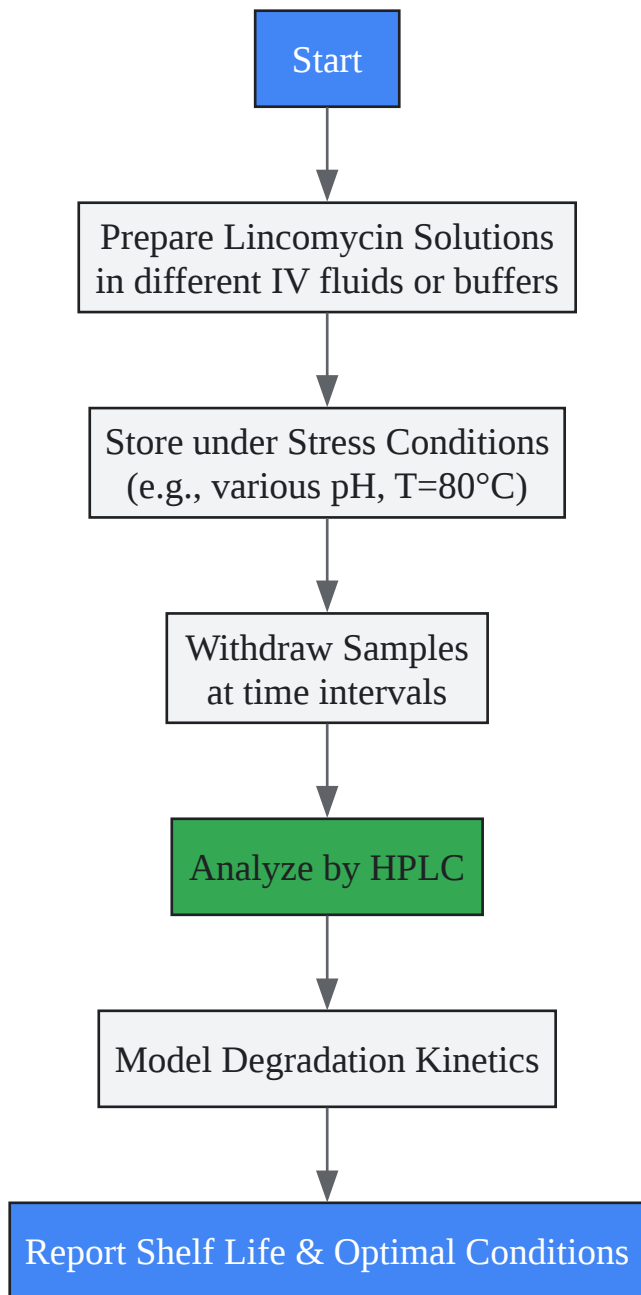 Start
Prepare Lincomycin Solutions
in different IV fluids or buffers
Store under Stress Conditions
(e.g., various pH, T=80°C)
Withdraw Samples
at time intervals
Analyze by HPLC
Model Degradation Kinetics
Report Shelf Life & Optimal Conditions